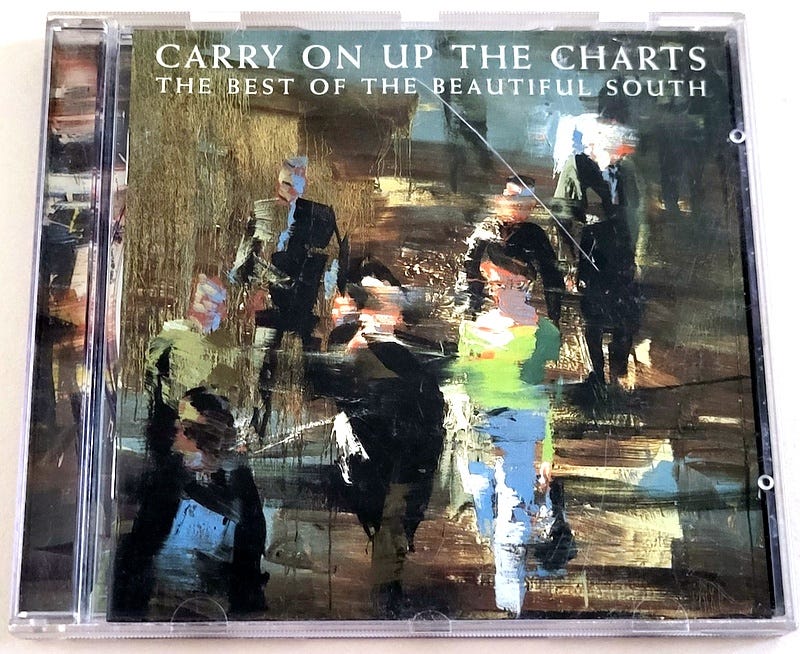 CARRY ON UP THE CHARTS
THE BEST OF THE BEAUTIFUL SOUTH